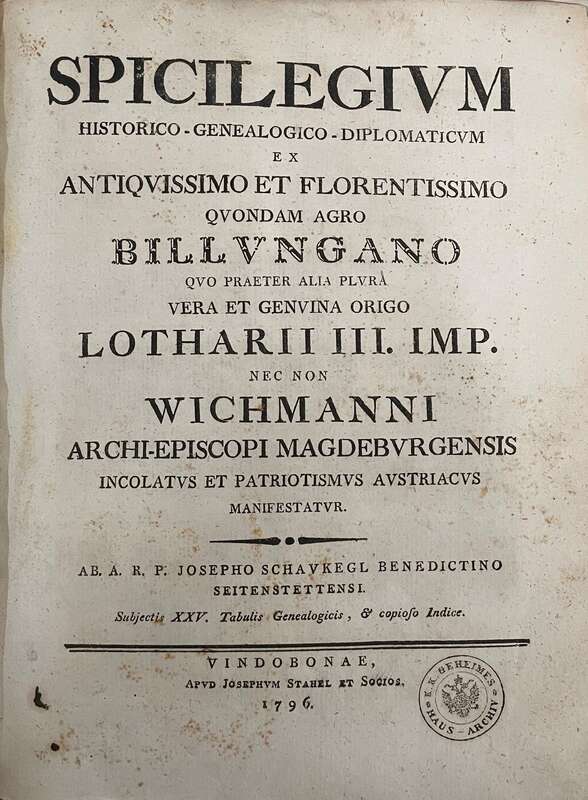 SPICILEGIVM
HISTORICO-GENEALOGICO-DIPLOMATICVM
EX
ANTIQVISSIMO ET FLORENTISSIMO
QVONDAM AGRO
BILLVNGANO
QVO PRAETER ALIA PLVRA
VERA ET GENVINA ORIGO
LOTHARII III. IMP.
NEC NON
WICHMANNI
ARCHI-EPISCOPI MAGDEBVRGENSIS
INCOLATVS ET PATRIOTISMVS AVSTRIACVS
MANIFESTATVR.
AB. A. R. P. JOSEPHO SCHAVKEGL BENEDICTINO
SEITENSTETTENSI.
Subjectis XXV. Tabulis Genealogicis, & copioſo Indice.
VINDOBONAE,
APVD JOSEPHVM STAHEL ET SOCIOS.
1796.
K. K. GEHEIMES
HAUS-ARCHIV